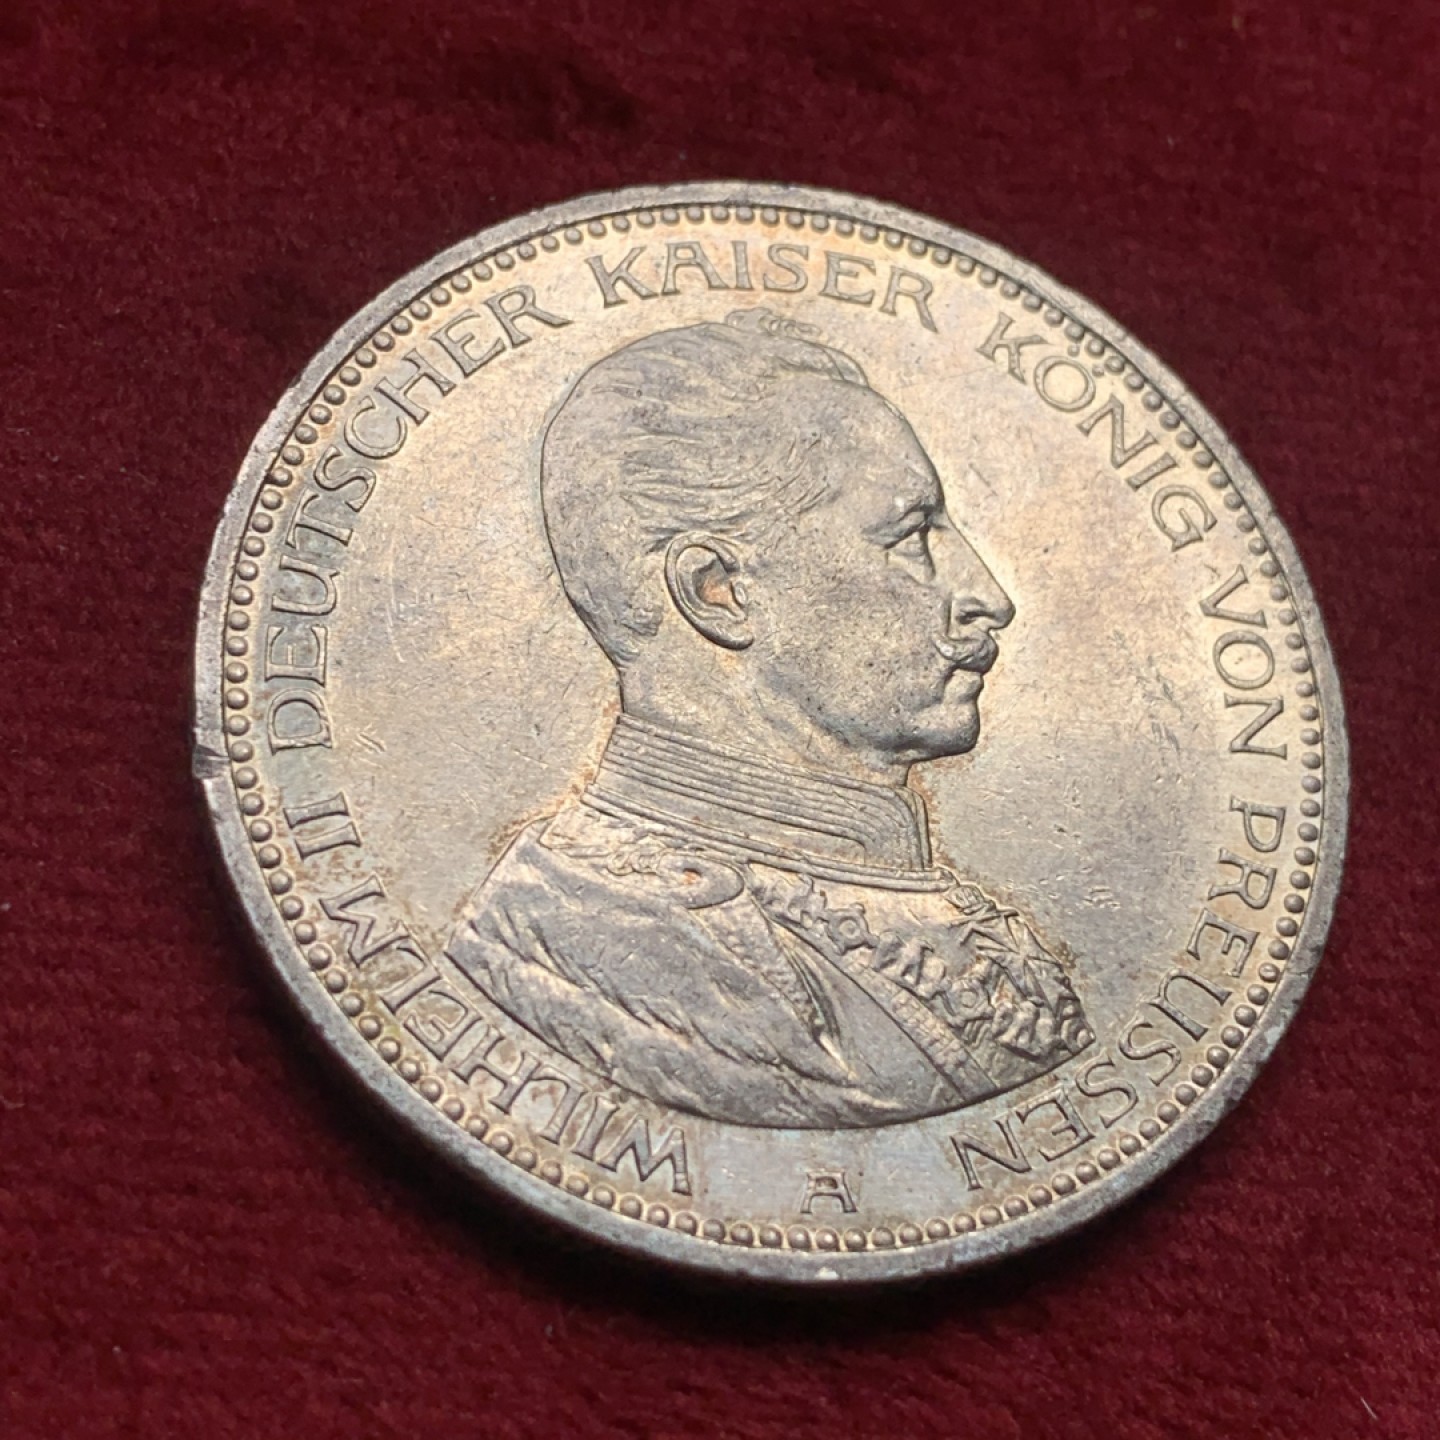 WILHELM II DEUTSCHER KAISER KÖNIG VON PREUSSEN
A